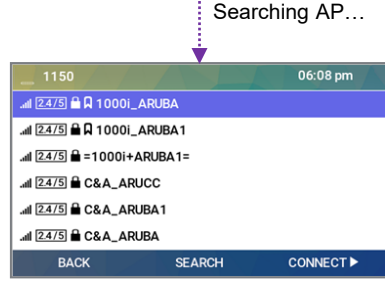 Searching AP...
1150 06:08 pm
2.4/5 1000i_ARUBA
2.4/5 1000i_ARUBA1
2.4/5 =1000i+ARUBA1=
2.4/5 C&A_ARUCC
2.4/5 C&A_ARUBA1
2.4/5 C&A_ARUBA
BACK SEARCH CONNECT